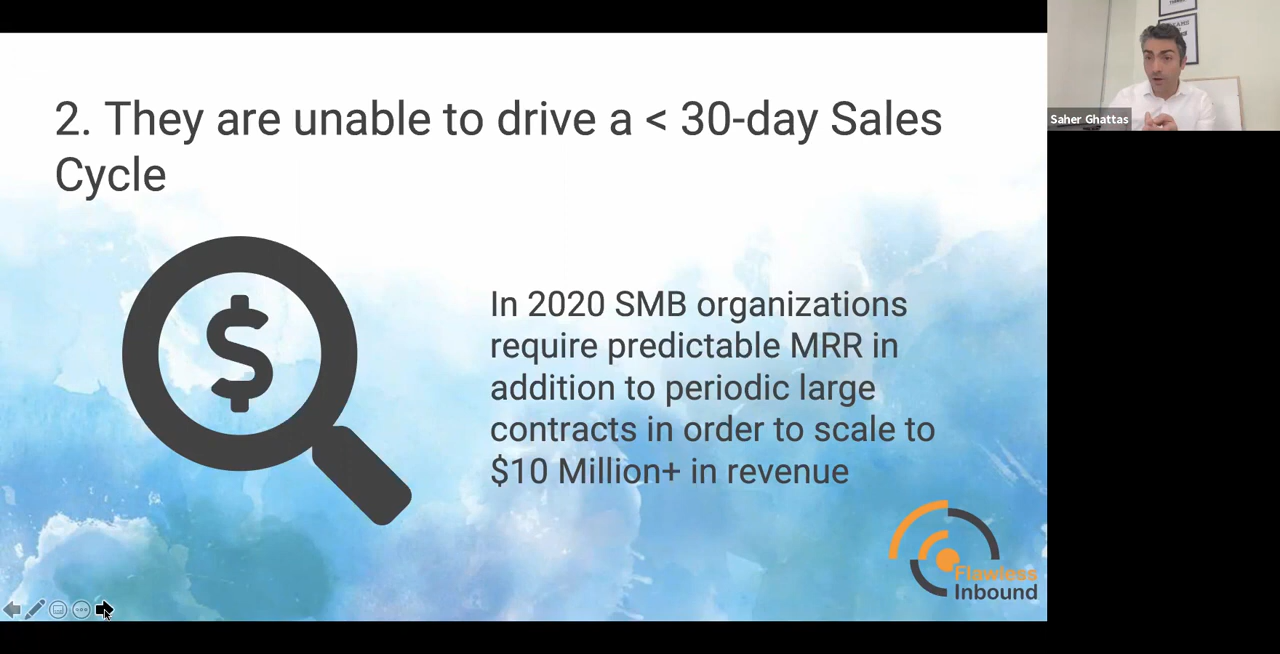 2. They are unable to drive a < 30-day Sales
Cycle
$
In 2020 SMB organizations
require predictable MRR in
addition to periodic large
contracts in order to scale to
$10 Million+ in revenue
Flawless
Inbound
Saher Ghattas